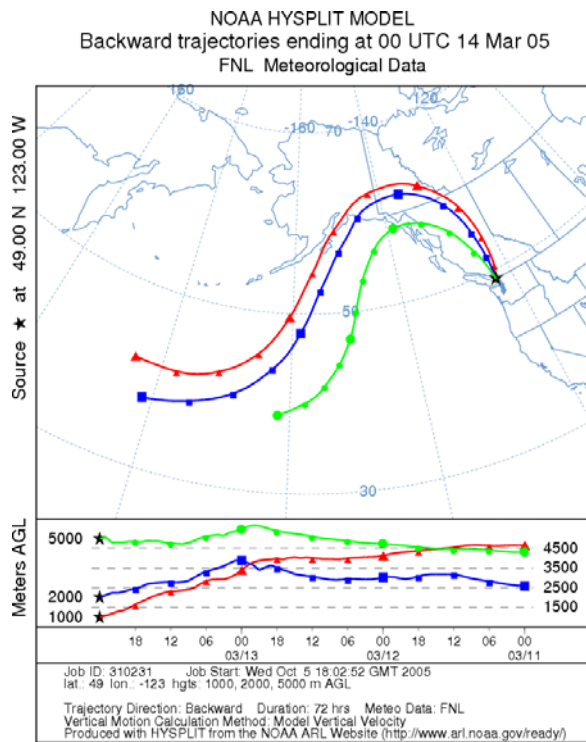 NOAA HYSPLIT MODEL
Backward trajectories ending at 00 UTC 14 Mar 05
FNL Meteorological Data
Source ★ at 49.00 N 123.00 W
160
-160
70
-140
120
50
30
Meters AGL
5000
2000
1000
4500
3500
2500
1500
18 12 06 00 18 12 06 00 18 12 06 00
03/13 03/12 03/11
Job ID: 310231 Job Start: Wed Oct 5 18:02:52 GMT 2005
lat.: 49 lon.: -123 hgts: 1000, 2000, 5000 m AGL
Trajectory Direction: Backward Duration: 72 hrs Meteo Data: FNL
Vertical Motion Calculation Method: Model Vertical Velocity
Produced with HYSPLIT from the NOAA ARL Website (http://www.arl.noaa.gov/ready/)